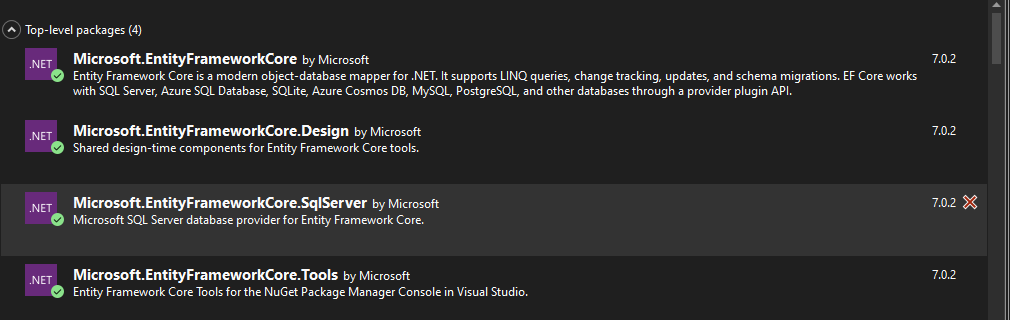 Top-level packages (4)
.NET Microsoft.EntityFrameworkCore by Microsoft 7.0.2
Entity Framework Core is a modern object-database mapper for .NET. It supports LINQ queries, change tracking, updates, and schema migrations. EF Core works
with SQL Server, Azure SQL Database, SQLite, Azure Cosmos DB, MySQL, PostgreSQL, and other databases through a provider plugin API.
.NET Microsoft.EntityFrameworkCore.Design by Microsoft 7.0.2
Shared design-time components for Entity Framework Core tools.
.NET Microsoft.EntityFrameworkCore.SqlServer by Microsoft 7.0.2
Microsoft SQL Server database provider for Entity Framework Core.
.NET Microsoft.EntityFrameworkCore.Tools by Microsoft 7.0.2
Entity Framework Core Tools for the NuGet Package Manager Console in Visual Studio.